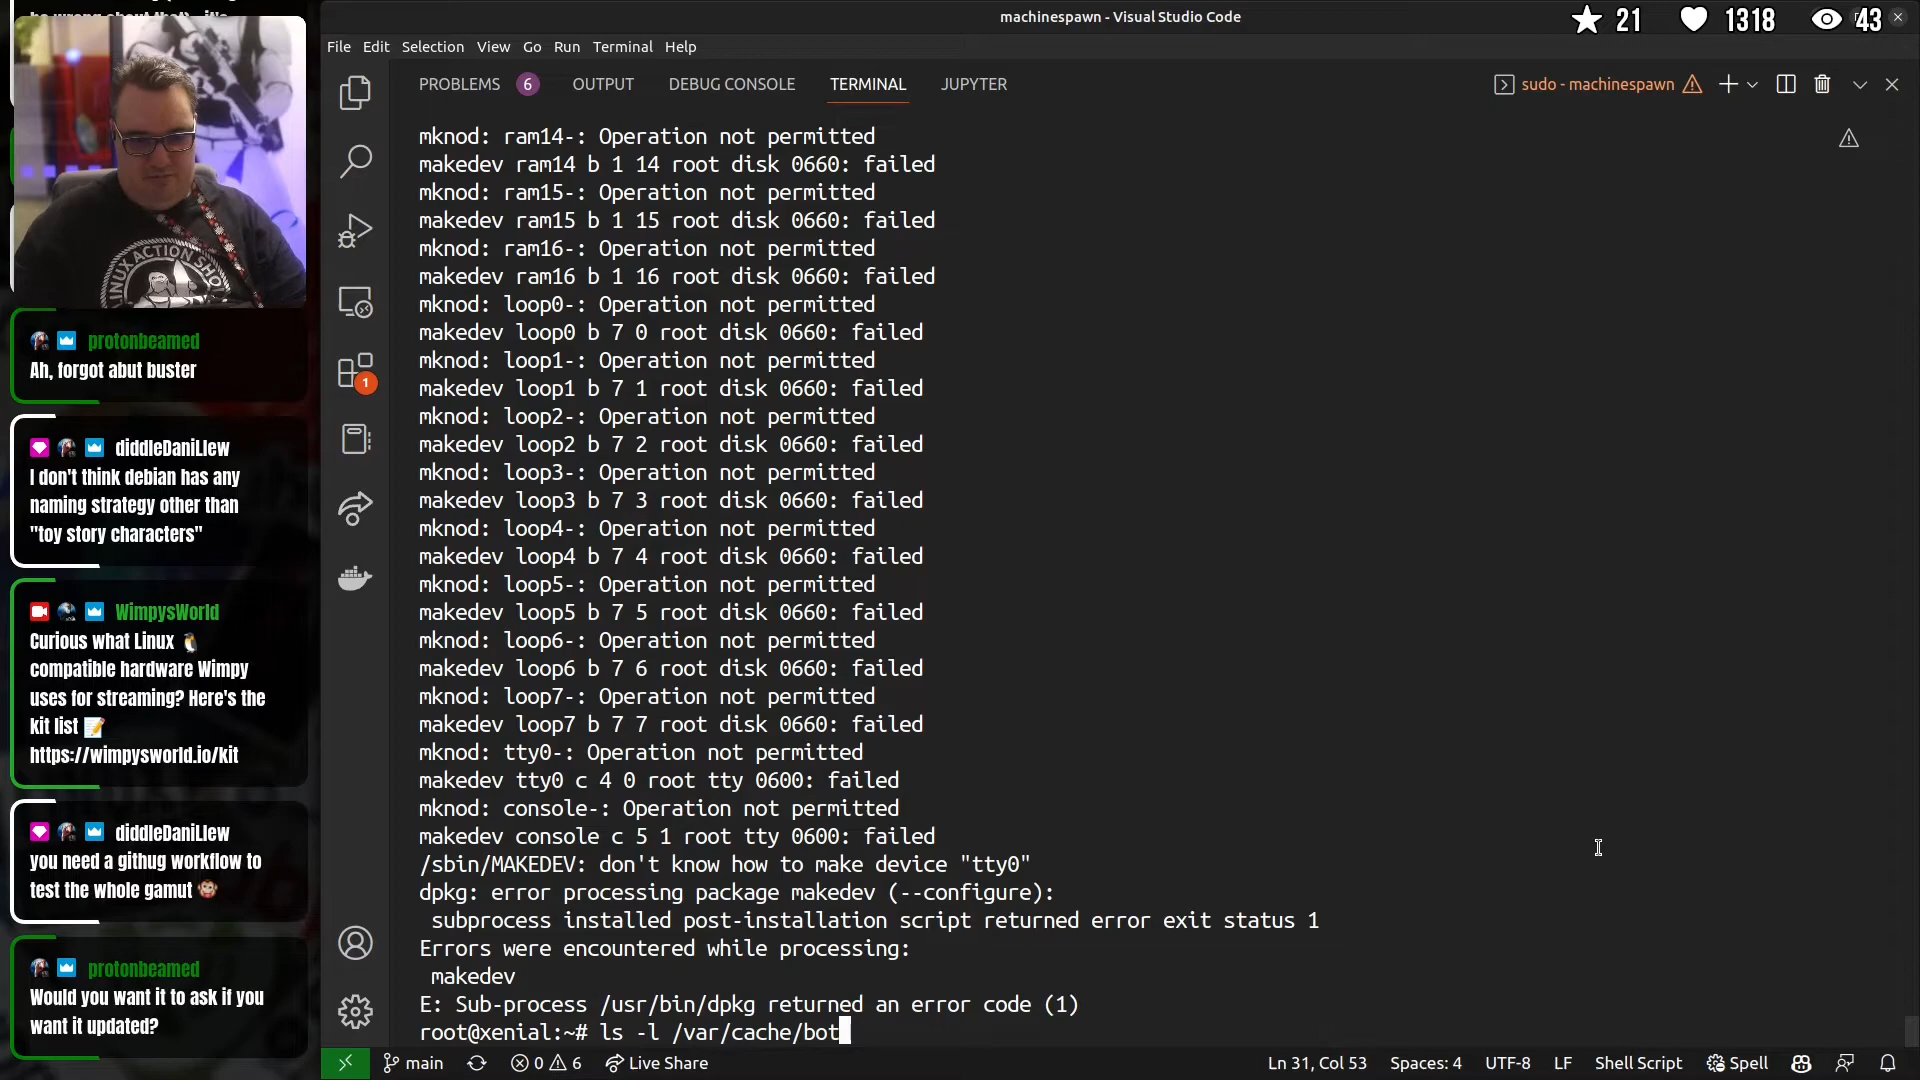 machinespawn - Visual Studio Code
21 1318 43
File Edit Selection View Go Run Terminal Help
PROBLEMS 6 OUTPUT DEBUG CONSOLE TERMINAL JUPYTER
sudo - machinespawn
mknod: ram14-: Operation not permitted
makedev ram14 b 1 14 root disk 0660: failed
mknod: ram15-: Operation not permitted
makedev ram15 b 1 15 root disk 0660: failed
mknod: ram16-: Operation not permitted
makedev ram16 b 1 16 root disk 0660: failed
mknod: loop0-: Operation not permitted
makedev loop0 b 7 0 root disk 0660: failed
mknod: loop1-: Operation not permitted
makedev loop1 b 7 1 root disk 0660: failed
mknod: loop2-: Operation not permitted
makedev loop2 b 7 2 root disk 0660: failed
mknod: loop3-: Operation not permitted
makedev loop3 b 7 3 root disk 0660: failed
mknod: loop4-: Operation not permitted
makedev loop4 b 7 4 root disk 0660: failed
mknod: loop5-: Operation not permitted
makedev loop5 b 7 5 root disk 0660: failed
mknod: loop6-: Operation not permitted
makedev loop6 b 7 6 root disk 0660: failed
mknod: loop7-: Operation not permitted
makedev loop7 b 7 7 root disk 0660: failed
mknod: tty0-: Operation not permitted
makedev tty0 c 4 0 root tty 0600: failed
mknod: console-: Operation not permitted
makedev console c 5 1 root tty 0600: failed
/sbin/MAKEDEV: don't know how to make device "tty0"
dpkg: error processing package makedev (--configure):
subprocess installed post-installation script returned error exit status 1
Errors were encountered while processing:
makedev
E: Sub-process /usr/bin/dpkg returned an error code (1)
root@xenial:~# ls -l /var/cache/bot
1
main
0 6
Live Share
Ln 31, Col 53
Spaces: 4
UTF-8
LF
Shell Script
Spell
LINUX ACTION SHO
protonbeamed
Ah, forgot abut buster
diddleDaniLlew
I don't think debian has any
naming strategy other than
"toy story characters"
WimpysWorld
Curious what Linux 🐧
compatible hardware Wimpy
uses for streaming? Here's the
kit list 📝
https://wimpysworld.io/kit
diddleDaniLlew
you need a githug workflow to
test the whole gamut 🐵
protonbeamed
Would you want it to ask if you
want it updated?